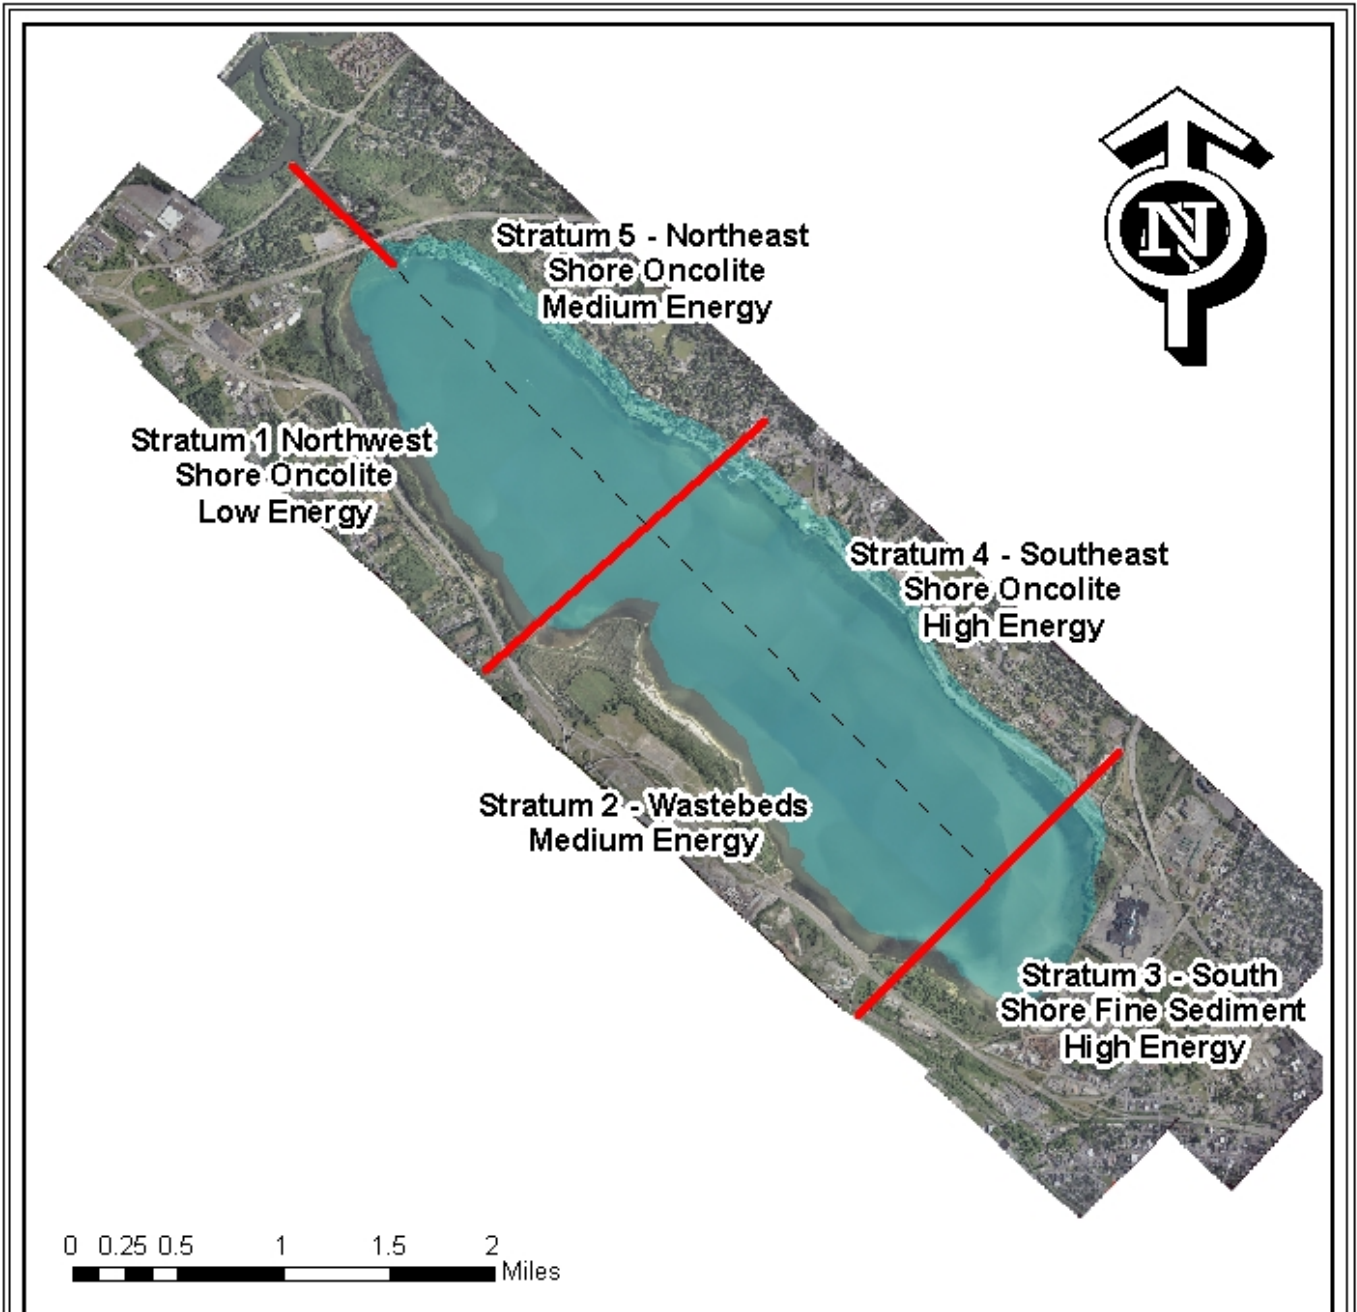 N
Stratum 5 - Northeast
Shore Oncolite
Medium Energy
Stratum 1 Northwest
Shore Oncolite
Low Energy
Stratum 4 - Southeast
Shore Oncolite
High Energy
Stratum 2 - Wastebeds
Medium Energy
Stratum 3 - South
Shore Fine Sediment
High Energy
0 0.25 0.5 1 1.5 2
Miles